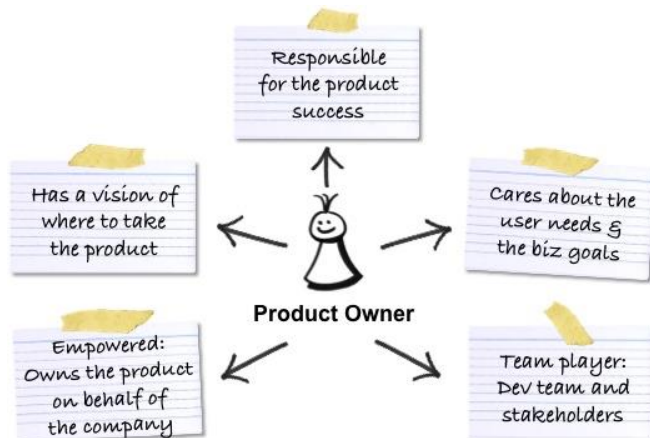 Responsible
for the product
success
Has a vision of
where to take
the product
Cares about the
user needs &
the biz goals
Product Owner
Empowered:
Owns the product
on behalf of
the company
Team player:
Dev team and
stakeholders